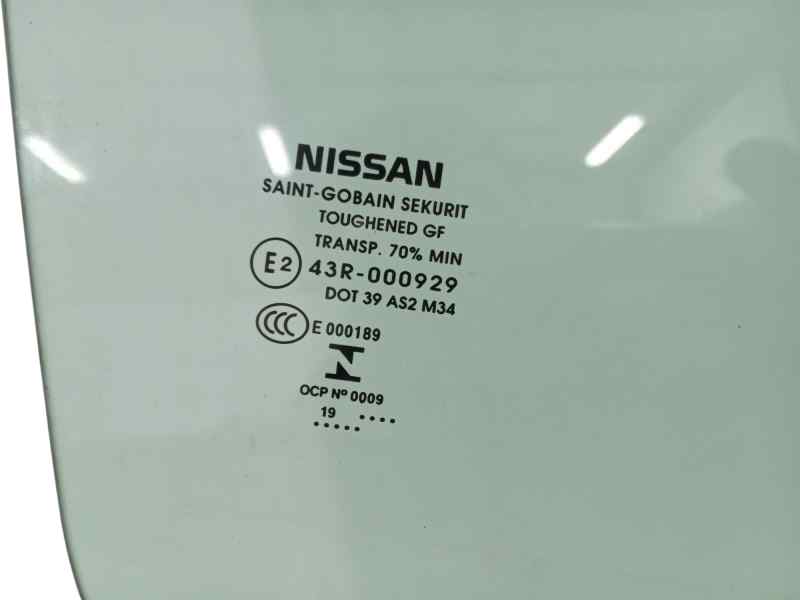 NISSAN
SAINT-GOBAIN SEKURIT
TOUGHENED GF
TRANSP. 70% MIN
E2 43R-000929
DOT 39 AS2 M34
CCC E 000189
N
OCP Nº 0009
19 ....
.....